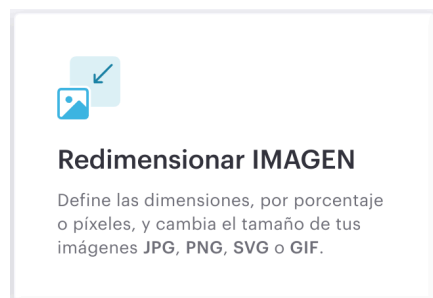 Redimensionar IMAGEN
Define las dimensiones, por porcentaje
o píxeles, y cambia el tamaño de tus
imágenes JPG, PNG, SVG o GIF.